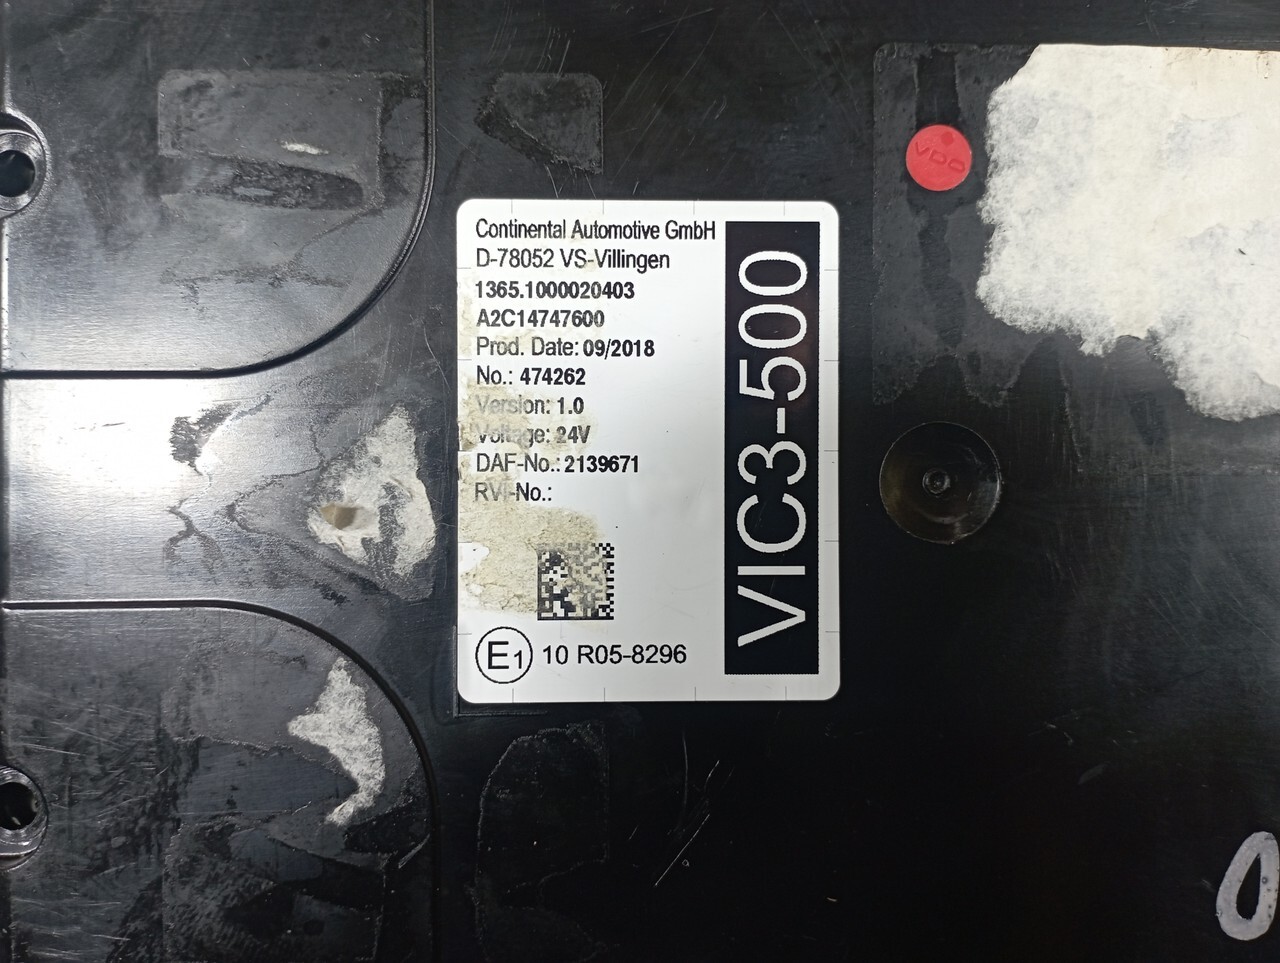 VDO
Continental Automotive GmbH
D-78052 VS-Villingen
1365.1000020403
A2C14747600
Prod. Date: 09/2018
No.: 474262
Version: 1.0
Voltage: 24V
DAF-No.: 2139671
RVI-No.:
E1 10 R05-8296
VIC3-500
0